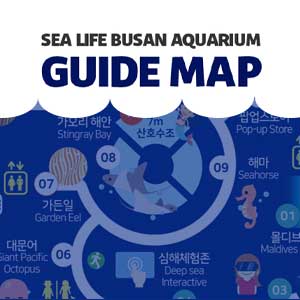 SEA LIFE BUSAN AQUARIUM
GUIDE MAP
가오리 해안
Stingray Bay
7m
산호수조
팝업스토어
Pop-up Store
08
09
해마
Seahorse
07
가든일
Garden Eel
01
몰디브
Maldives
대문어
Giant Pacific
Octopus
06
심해체험존
Deep sea
Interactive
03